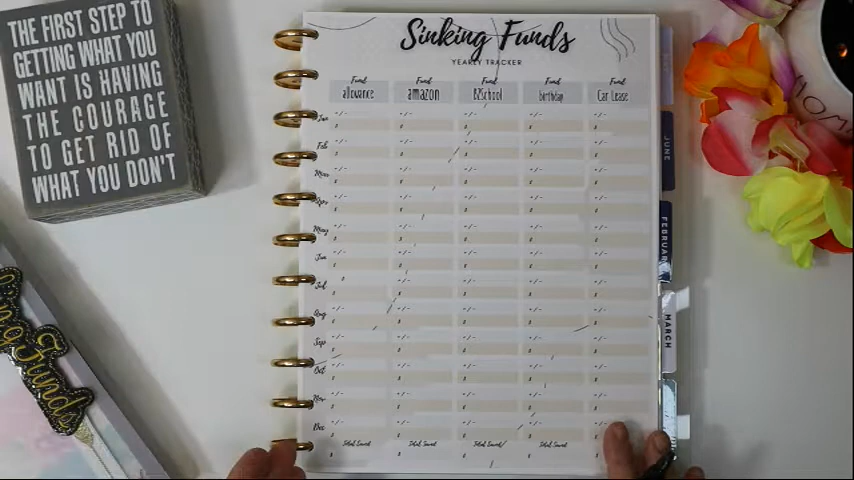 THE FIRST STEP TO
GETTING WHAT YOU
WANT IS HAVING
THE COURAGE
TO GET RID OF
WHAT YOU DON'T
Sinking Funds
YEARLY TRACKER
Fund Fund Fund Fund Fund
allowance amazon B2School birthday Car Lease
Jan +/- +/- +/- +/- +/-
$ $ $ $ $
Feb +/- +/- +/- +/- +/-
$ $ $ $ $
Mar +/- +/- +/- +/- +/-
$ $ $ $ $
Apr +/- +/- +/- +/- +/-
$ $ $ $ $
May +/- +/- +/- +/- +/-
$ $ $ $ $
Jun +/- +/- +/- +/- +/-
$ $ $ $ $
Jul +/- +/- +/- +/-
$ $ $ $ $
Aug +/- +/- +/- +/- +/-
$ $ $ $ $
Sep +/- +/- +/- +/- +/-
$ $ $ $ $
Oct +/- +/- +/- +/- +/-
$ $ $ $ $
Nov +/- +/- +/- +/- +/-
$ $ $ $ $
Dec +/- +/- +/- +/- +/-
$ $ $ $ $
Total Saved Total Saved Total Saved Total Saved
$ $ $ $ $
JUNE
FEBRUARY
MARCH
Funds